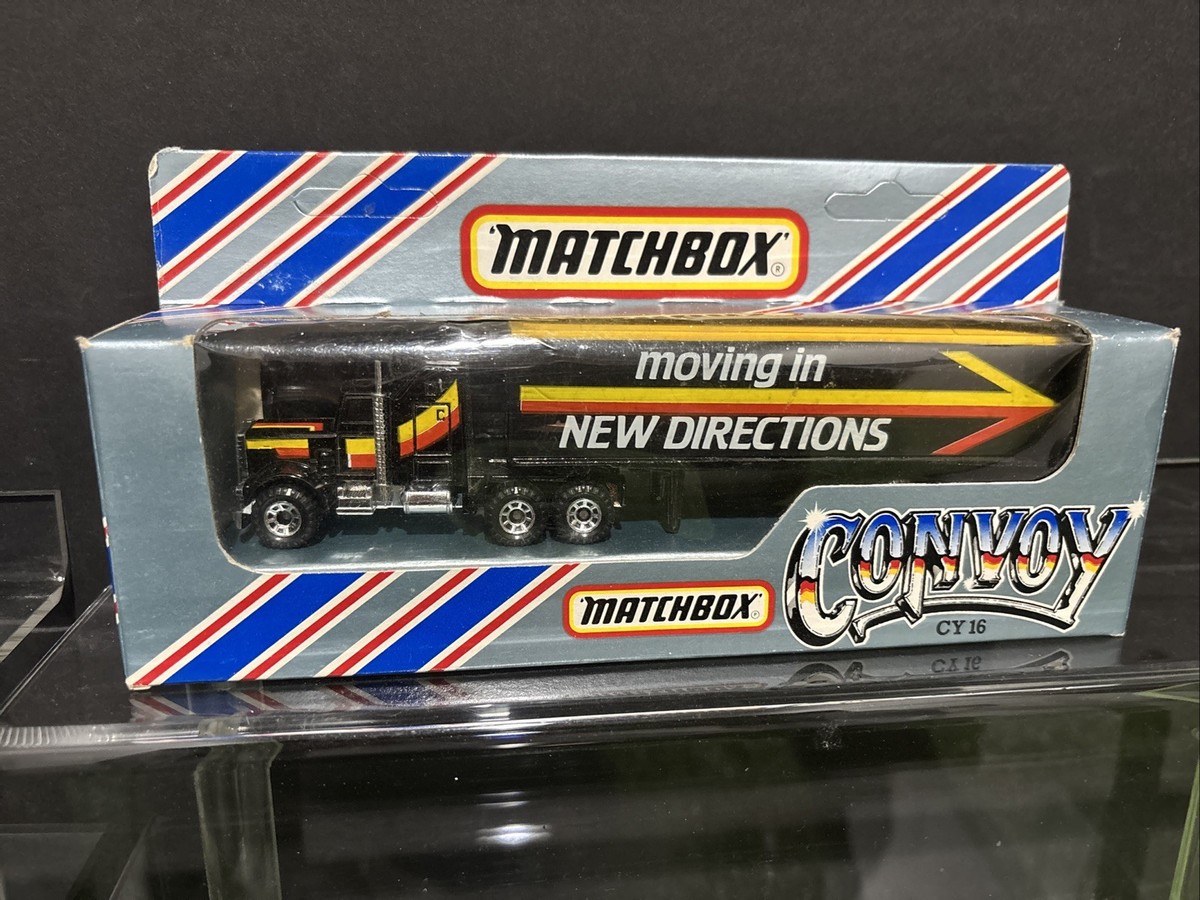 'MATCHBOX'®
moving in
NEW DIRECTIONS
C
CONVOY
'MATCHBOX'®
CY 16